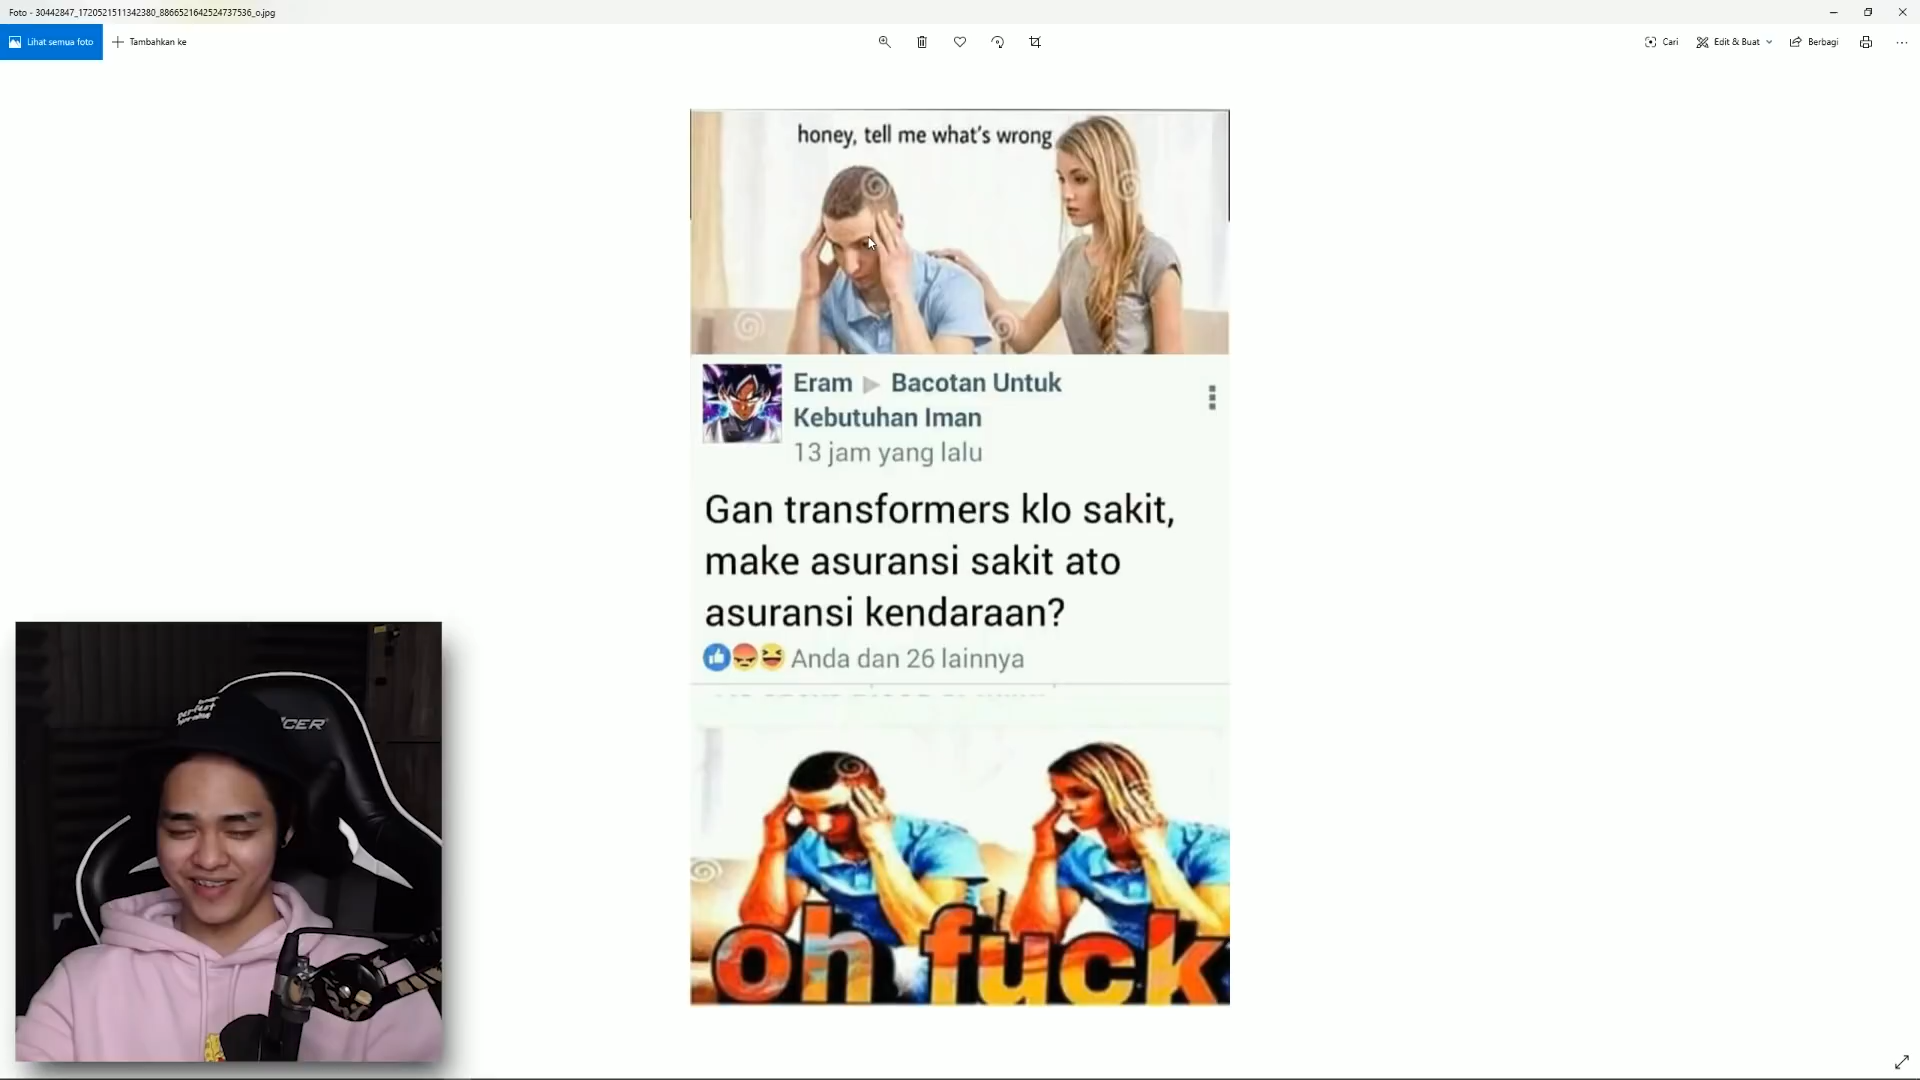 Foto - 30442847_1720521511342380_8866521642524737536_o.jpg
Lihat semua foto
Tambahkan ke
Cari
Edit & Buat
Berbagi
honey, tell me what's wrong
Eram ▶ Bacotan Untuk
Kebutuhan Iman
13 jam yang lalu
Gan transformers klo sakit,
make asuransi sakit ato
asuransi kendaraan?
Anda dan 26 lainnya
oh fuck
perfect
CER